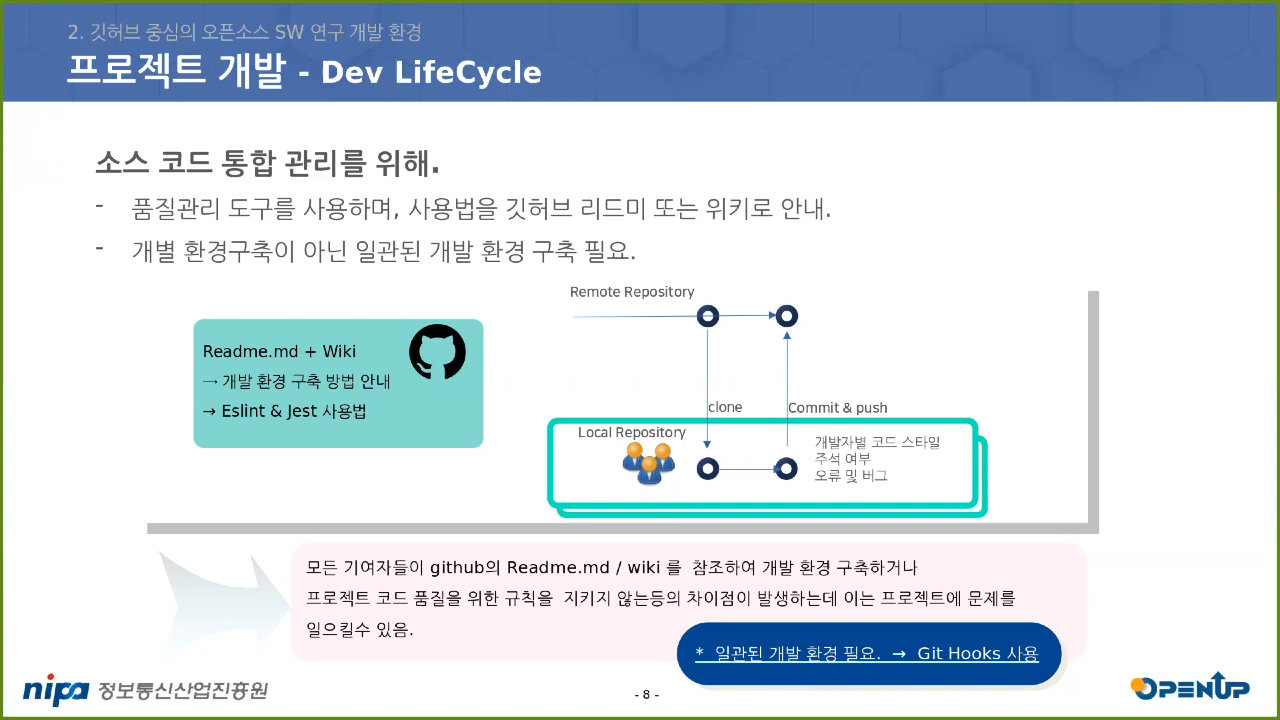 2. 깃허브 중심의 오픈소스 SW 연구 개발 환경
프로젝트 개발 - Dev LifeCycle
소스 코드 통합 관리를 위해.
- 품질관리 도구를 사용하며, 사용법을 깃허브 리드미 또는 위키로 안내.
- 개별 환경구축이 아닌 일관된 개발 환경 구축 필요.
Readme.md + Wiki
→ 개발 환경 구축 방법 안내
→ Eslint & Jest 사용법
Remote Repository
clone
Commit & push
Local Repository
개발자별 코드 스타일
주석 여부
오류 및 버그
모든 기여자들이 github의 Readme.md / wiki 를 참조하여 개발 환경 구축하거나
프로젝트 코드 품질을 위한 규칙을 지키지 않는등의 차이점이 발생하는데 이는 프로젝트에 문제를
일으킬수 있음.
* 일관된 개발 환경 필요. → Git Hooks 사용
nipa 정보통신산업진흥원
- 8 -
OPENUP